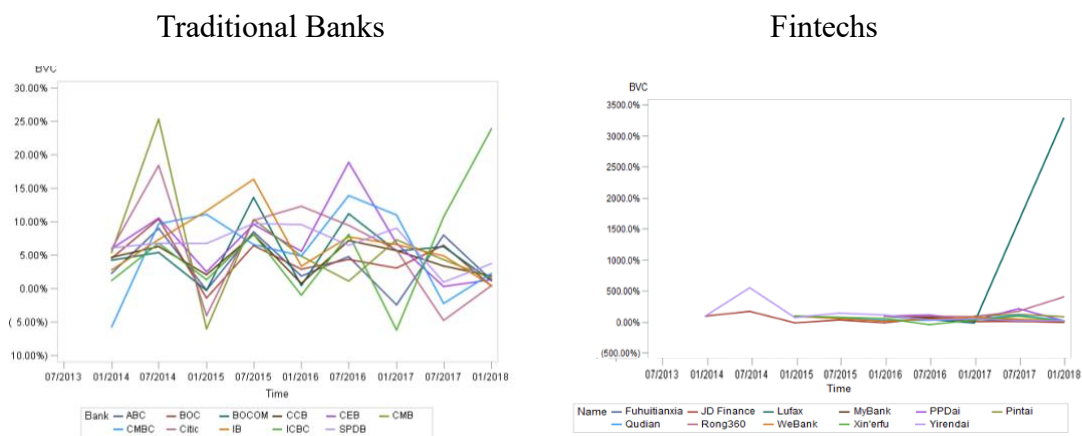 Traditional Banks
Fintechs
BVC
30.00%
25.00%
20.00%
15.00%
10.00%
5.00%
0.00%
( 5.00%)
10.00%)
07/2013 01/2014 07/2014 01/2015 07/2015 01/2016 07/2016 01/2017 07/2017 01/2018
Time
Bank ABC BOC BOCOM CCB CEB CMB
CMBC Citic IB ICBC SPDB
BVC
3500.0%
3000.0%
2500.0%
2000.0%
1500.0%
1000.0%
500.00%
0.00%
(500.00%)
07/2013 01/2014 07/2014 01/2015 07/2015 01/2016 07/2016 01/2017 07/2017 01/2018
Time
Name Fuhuitianxia JD Finance Lufax MyBank PPDai Pintai
Qudian Rong360 WeBank Xin'erfu Yirendai